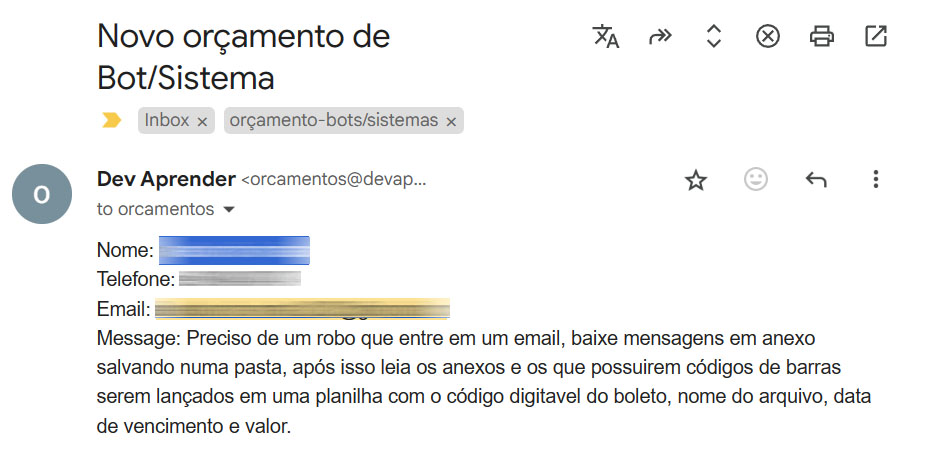 Novo orçamento de
Bot/Sistema
Inbox ×
orçamento-bots/sistemas ×
O
Dev Aprender <orcamentos@devap...
to orcamentos
Nome:
Telefone:
Email:
Message: Preciso de um robo que entre em um email, baixe mensagens em anexo
salvando numa pasta, após isso leia os anexos e os que possuirem códigos de barras
serem lançados em uma planilha com o código digitavel do boleto, nome do arquivo, data
de vencimento e valor.